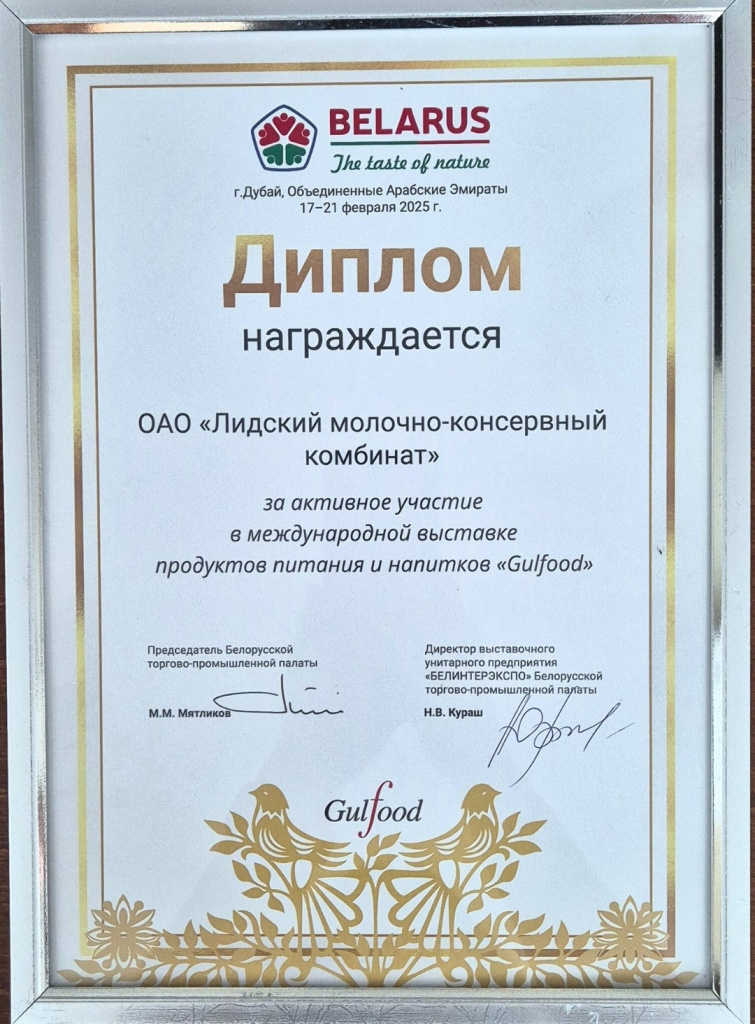 BELARUS
The taste of nature
г.Дубай, Объединенные Арабские Эмираты
17–21 февраля 2025 г.
Диплом
награждается
ОАО «Лидский молочно-консервный
комбинат»
за активное участие
в международной выставке
продуктов питания и напитков «Gulfood»
Председатель Белорусской
торгово-промышленной палаты
М.М. Мятликов
Директор выставочного
унитарного предприятия
«БЕЛИНТЕРЭКСПО» Белорусской
торгово-промышленной палаты
Н.В. Кураш
Gulfood